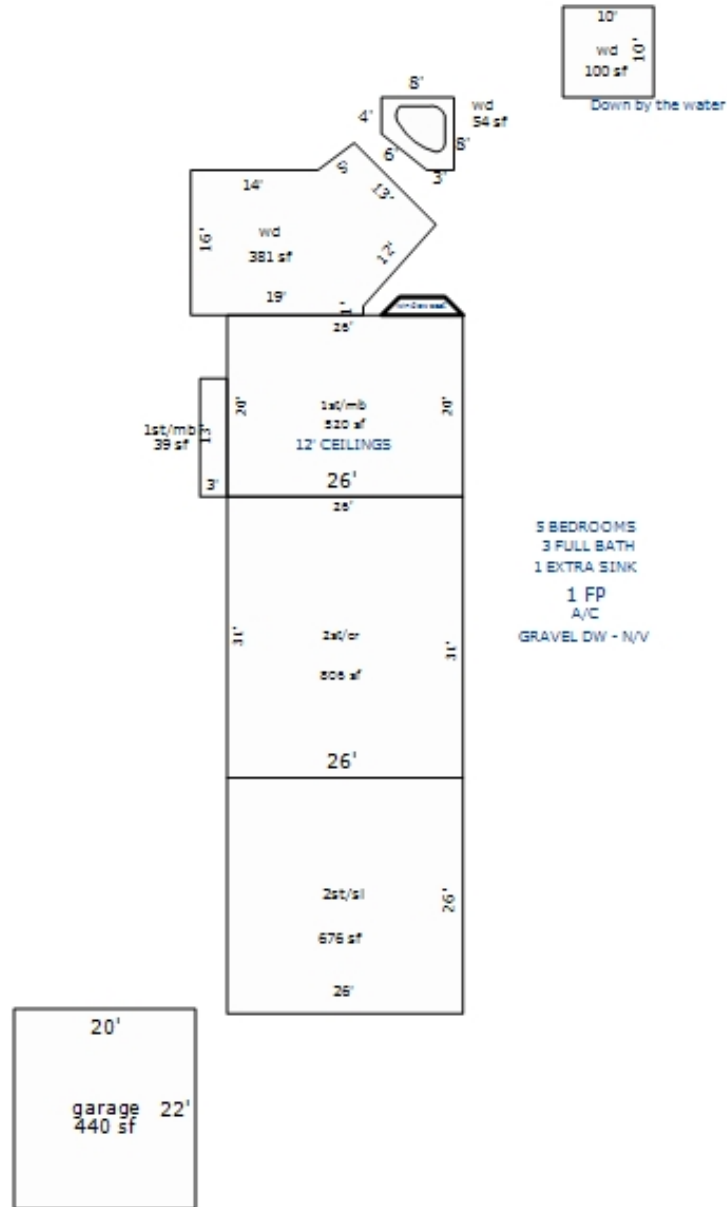 10'
wd
10'
100 sf
Down by the water
8'
wd
54 sf
4'
8'
6'
3'
14'
13'
wd
381 sf
16'
12'
19'
1'
26'
20'
1st/mb
520 sf
12' CEILINGS
20'
26'
1st/mb
39 sf
13'
3'
26'
5 BEDROOMS
3 FULL BATH
1 EXTRA SINK
1 FP
A/C
GRAVEL DW - N/V
31'
2st/cr
806 sf
31'
26'
2st/sl
676 sf
26'
26'
20'
garage
440 sf
22'